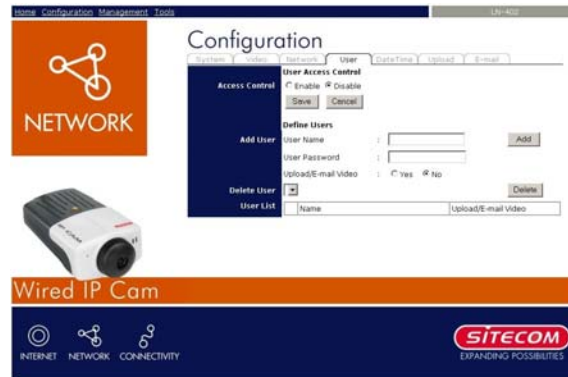 Home Configuration Management Tools
LN-402
Configuration
System Video Network User DateTime Upload E-mail
User Access Control
Access Control Enable Disable
Save Cancel
Define Users
Add User User Name : Add
User Password :
Upload/E-mail Video : Yes No
Delete User Delete
User List Name Upload/E-mail Video
NETWORK
IP CAM
Wired IP Cam
INTERNET NETWORK CONNECTIVITY
SITECOM
EXPANDING POSSIBILITIES